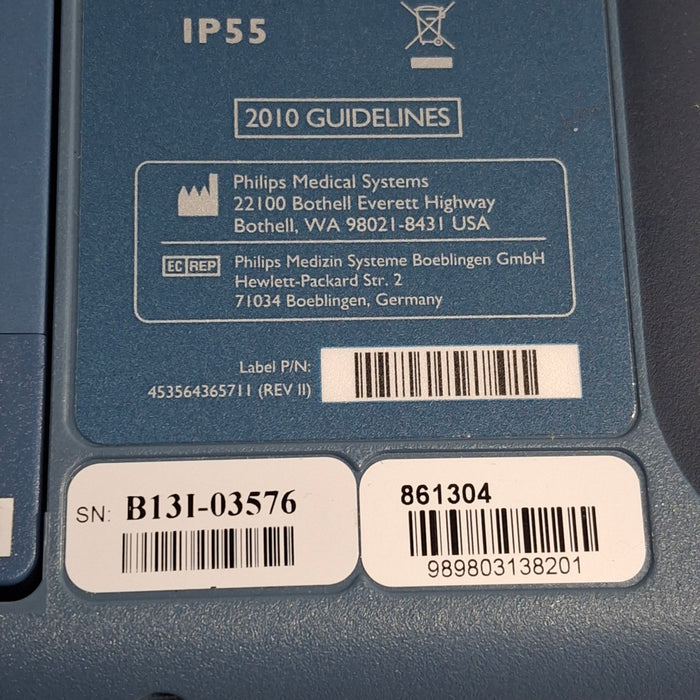 IP55
2010 GUIDELINES
Philips Medical Systems
22100 Bothell Everett Highway
Bothell, WA 98021-8431 USA
EC REP
Philips Medizin Systeme Boeblingen GmbH
Hewlett-Packard Str. 2
71034 Boeblingen, Germany
Label P/N:
453564365711 (REV II)
SN: B13I-03576
861304
989803138201